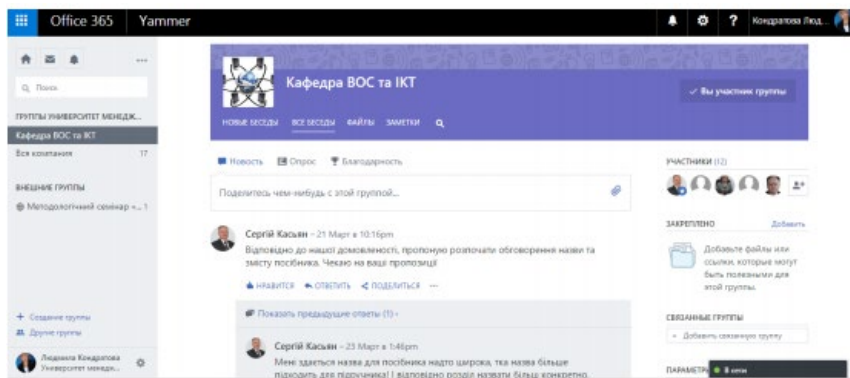 Office 365 Yammer
? Кондратова Люд...
Поиск
ГРУППЫ УНИВЕРСИТЕТ МЕНЕДЖ...
Кафедра ВОС та ІКТ
Вся компания 17
ВНЕШНИЕ ГРУППЫ
Методологічний семінар «... 1
+ Создание группы
Другие группы
Людмила Кондратова
Университет менедж...
Кафедра ВОС та ІКТ
✓ Вы участник группы
НОВЫЕ БЕСЕДЫ ВСЕ БЕСЕДЫ ФАЙЛЫ ЗАМЕТКИ
Новость Опрос Благодарность
Поделитесь чем-нибудь с этой группой...
Сергій Касьян – 21 Март в 10:16pm
Відповідно до нашої домовленості, пропоную розпочати обговорення назви та
змісту посібника. Чекаю на ваші пропозиції
НРАВИТСЯ ОТВЕТИТЬ ПОДЕЛИТЬСЯ ...
Показать предыдущие ответы (1) ›
Сергій Касьян – 23 Март в 1:46pm
Мені здається назва для посібника надто широка, тка назва більше
підходить для підручника! І відповідно розділ назвати більш конкретно.
УЧАСТНИКИ (12)
ЗАКРЕПЛЕНО Добавить
Добавьте файлы или
ссылки, которые могут
быть полезными для
этой группы.
СВЯЗАННЫЕ ГРУППЫ
+ Добавить связанную группу
ПАРАМЕТР
В сети